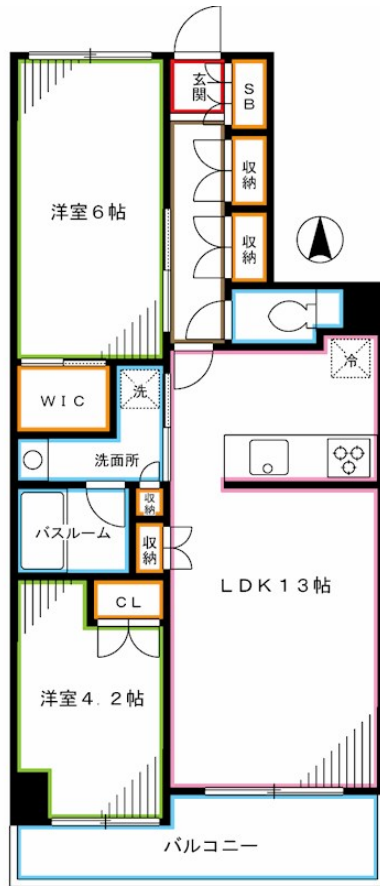 玄関
SB
収納
洋室6帖
収納
冷
洗
WIC
洗面所
収納
バスルーム
収納
LDK13帖
CL
洋室4.2帖
バルコニー